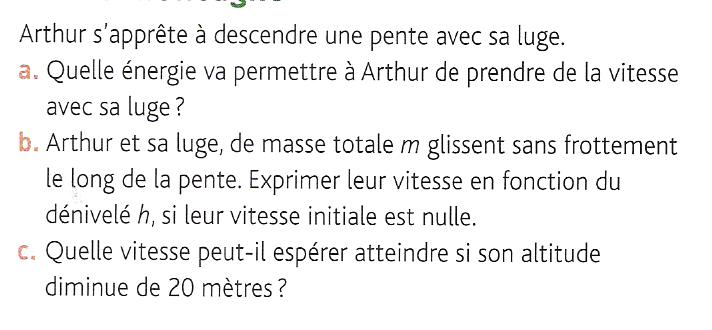 Arthur s'apprête à descendre une pente avec sa luge.
a. Quelle énergie va permettre à Arthur de prendre de la vitesse
avec sa luge ?
b. Arthur et sa luge, de masse totale m glissent sans frottement
le long de la pente. Exprimer leur vitesse en fonction du
dénivelé h, si leur vitesse initiale est nulle.
c. Quelle vitesse peut-il espérer atteindre si son altitude
diminue de 20 mètres ?